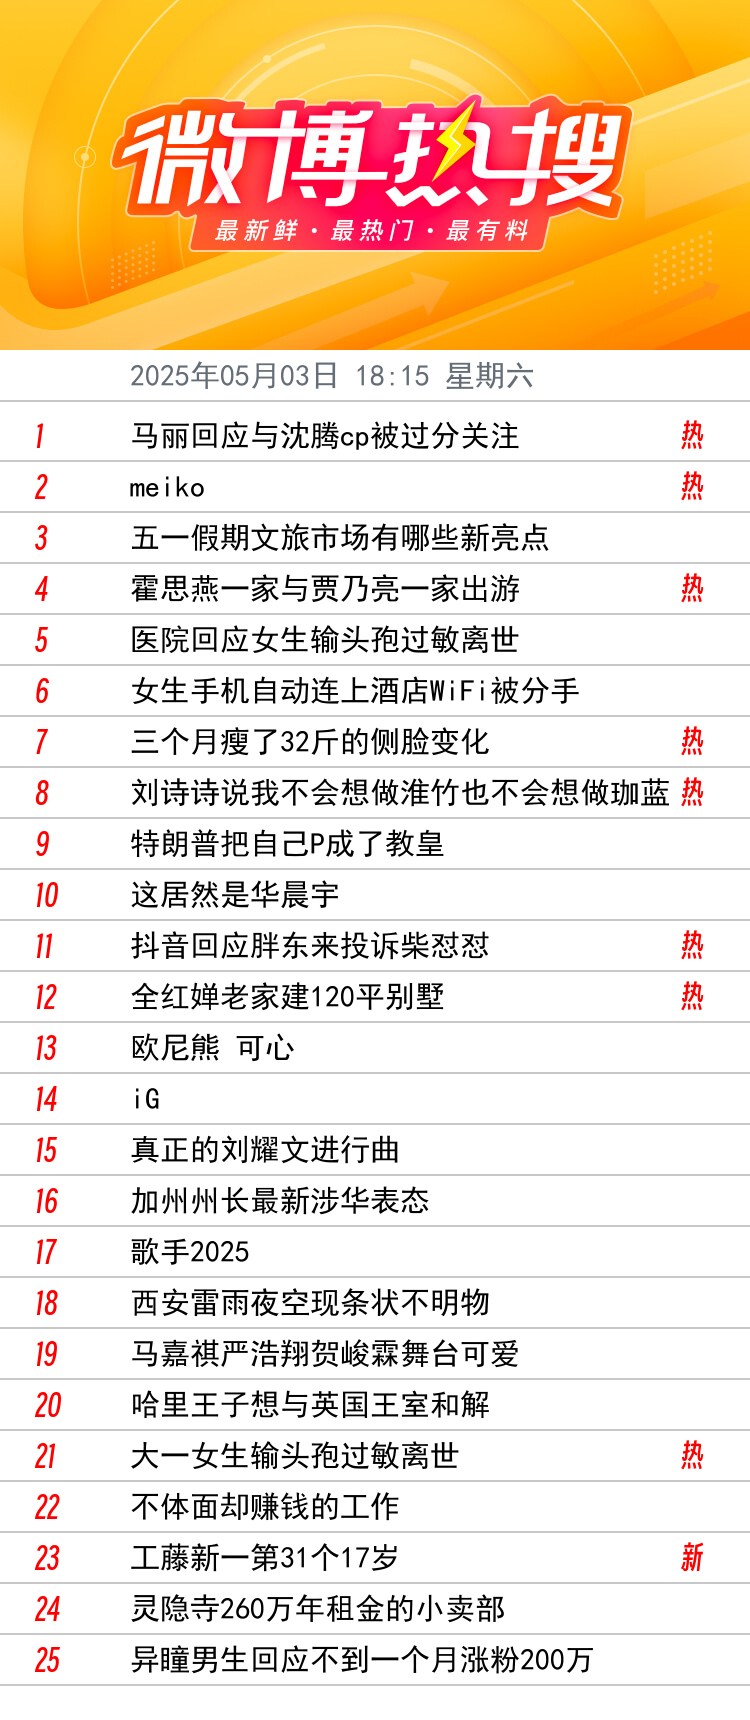 微博热搜
最新鲜·最热门·最有料
2025年05月03日 18:15 星期六
1 马丽回应与沈腾cp被过分关注 热
2 meiko 热
3 五一假期文旅市场有哪些新亮点
4 霍思燕一家与贾乃亮一家出游 热
5 医院回应女生输头孢过敏离世
6 女生手机自动连上酒店WiFi被分手
7 三个月瘦了32斤的侧脸变化 热
8 刘诗诗说我不会想做淮竹也不会想做珈蓝 热
9 特朗普把自己P成了教皇
10 这居然是华晨宇
11 抖音回应胖东来投诉柴怼怼 热
12 全红婵老家建120平别墅 热
13 欧尼熊 可心
14 iG
15 真正的刘耀文进行曲
16 加州州长最新涉华表态
17 歌手2025
18 西安雷雨夜空现条状不明物
19 马嘉祺严浩翔贺峻霖舞台可爱
20 哈里王子想与英国王室和解
21 大一女生输头孢过敏离世 热
22 不体面却赚钱的工作
23 工藤新一第31个17岁 新
24 灵隐寺260万年租金的小卖部
25 异瞳男生回应不到一个月涨粉200万